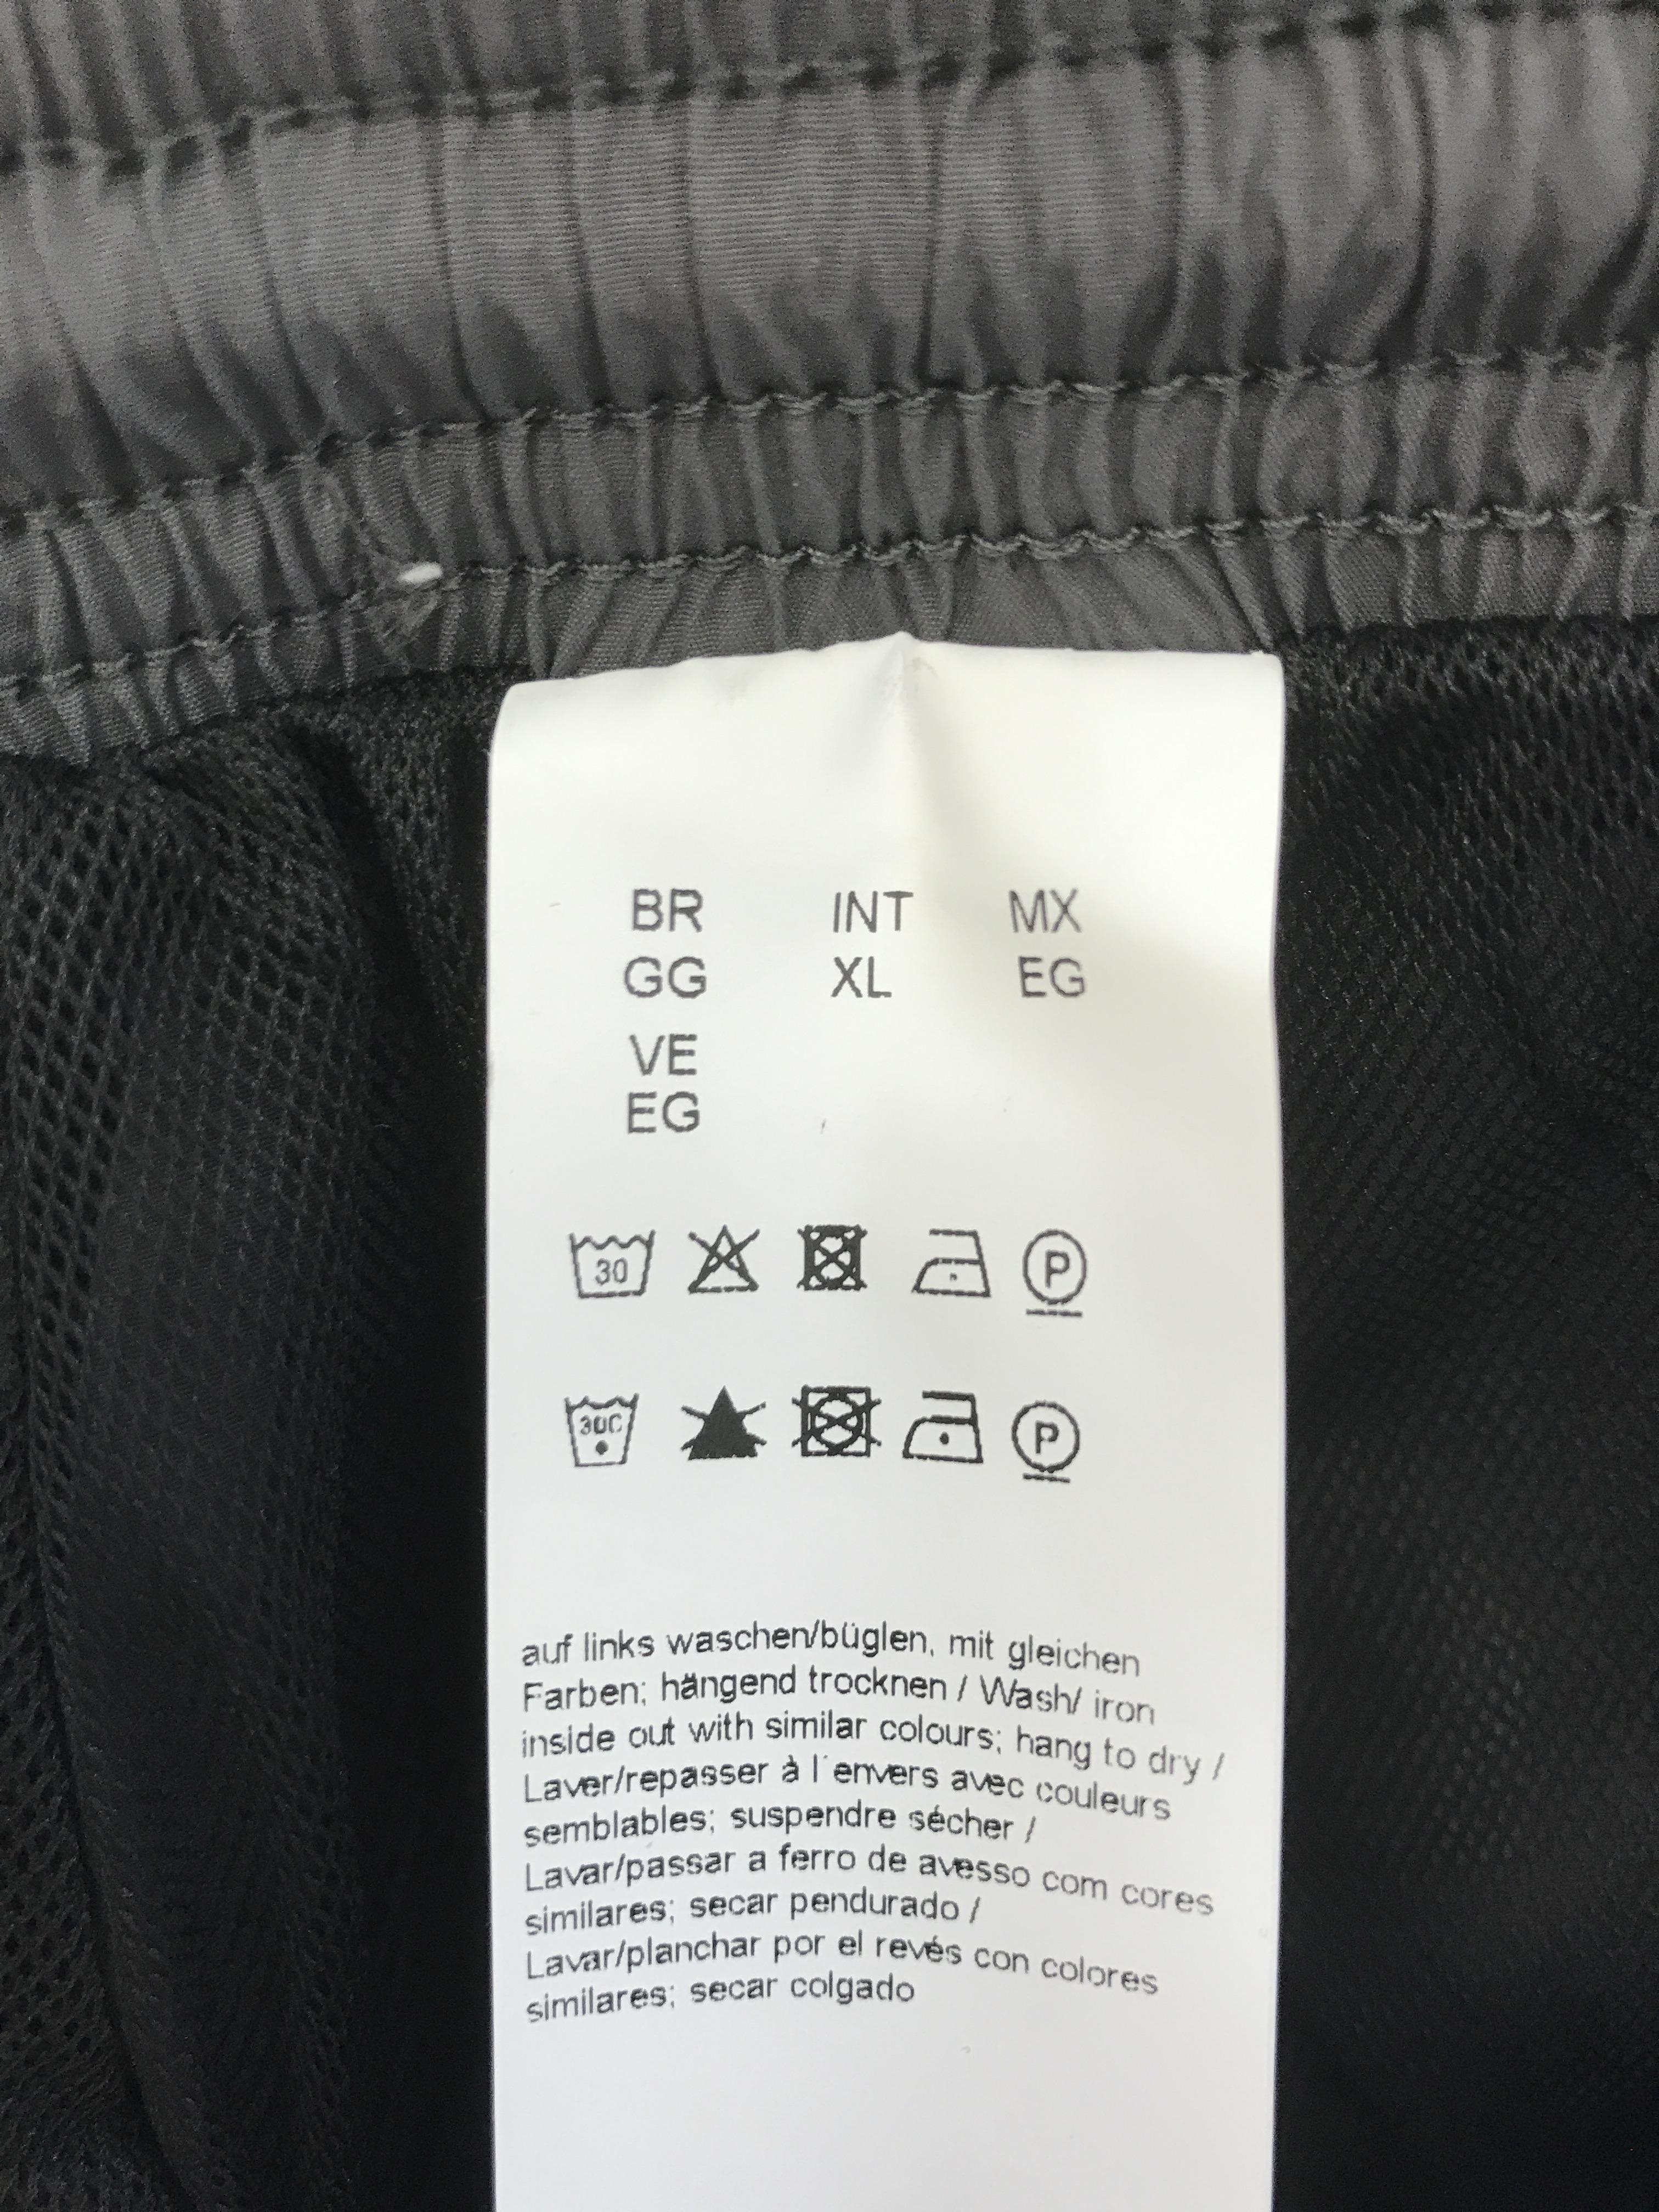 BR INT MX
GG XL EG
VE
EG
30
P
30C
P
auf links waschen/büglen, mit gleichen
Farben; hängend trocknen / Wash/ iron
inside out with similar colours; hang to dry /
Laver/repasser à l´envers avec couleurs
semblables; suspendre sécher /
Lavar/passar a ferro de avesso com cores
similares; secar pendurado /
Lavar/planchar por el revés con colores
similares; secar colgado